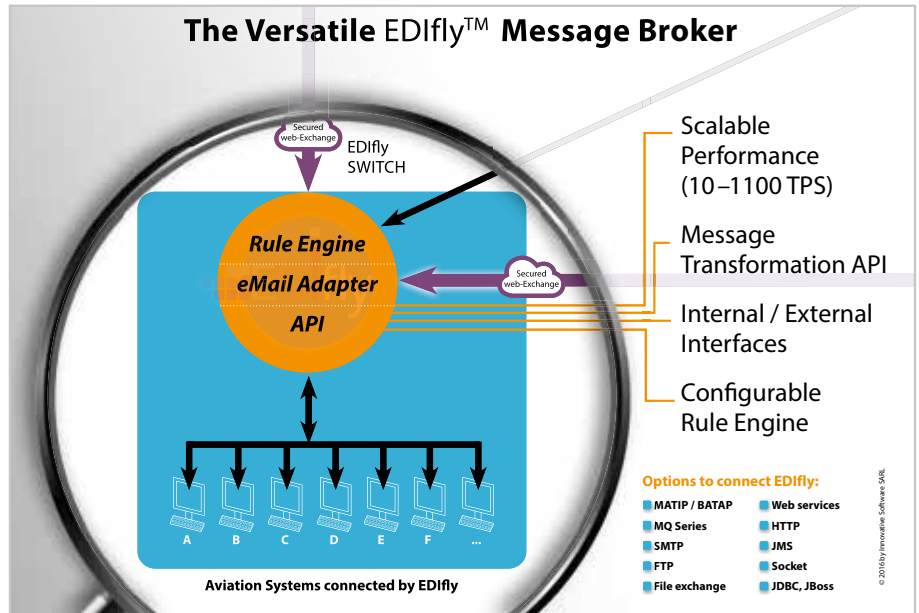 The Versatile EDIfly™ Message Broker
Secured
web-Exchange
EDIfly
SWITCH
Scalable
Performance
(10–1100 TPS)
Message
Transformation API
Internal / External
Interfaces
Configurable
Rule Engine
Rule Engine
eMail Adapter
API
Secured
web-Exchange
A B C D E F ...
Aviation Systems connected by EDIfly
Options to connect EDIfly:
MATIP / BATAP
MQ Series
SMTP
FTP
File exchange
Web services
HTTP
JMS
Socket
JDBC, JBoss
© 2016 by Innovative Software SARL